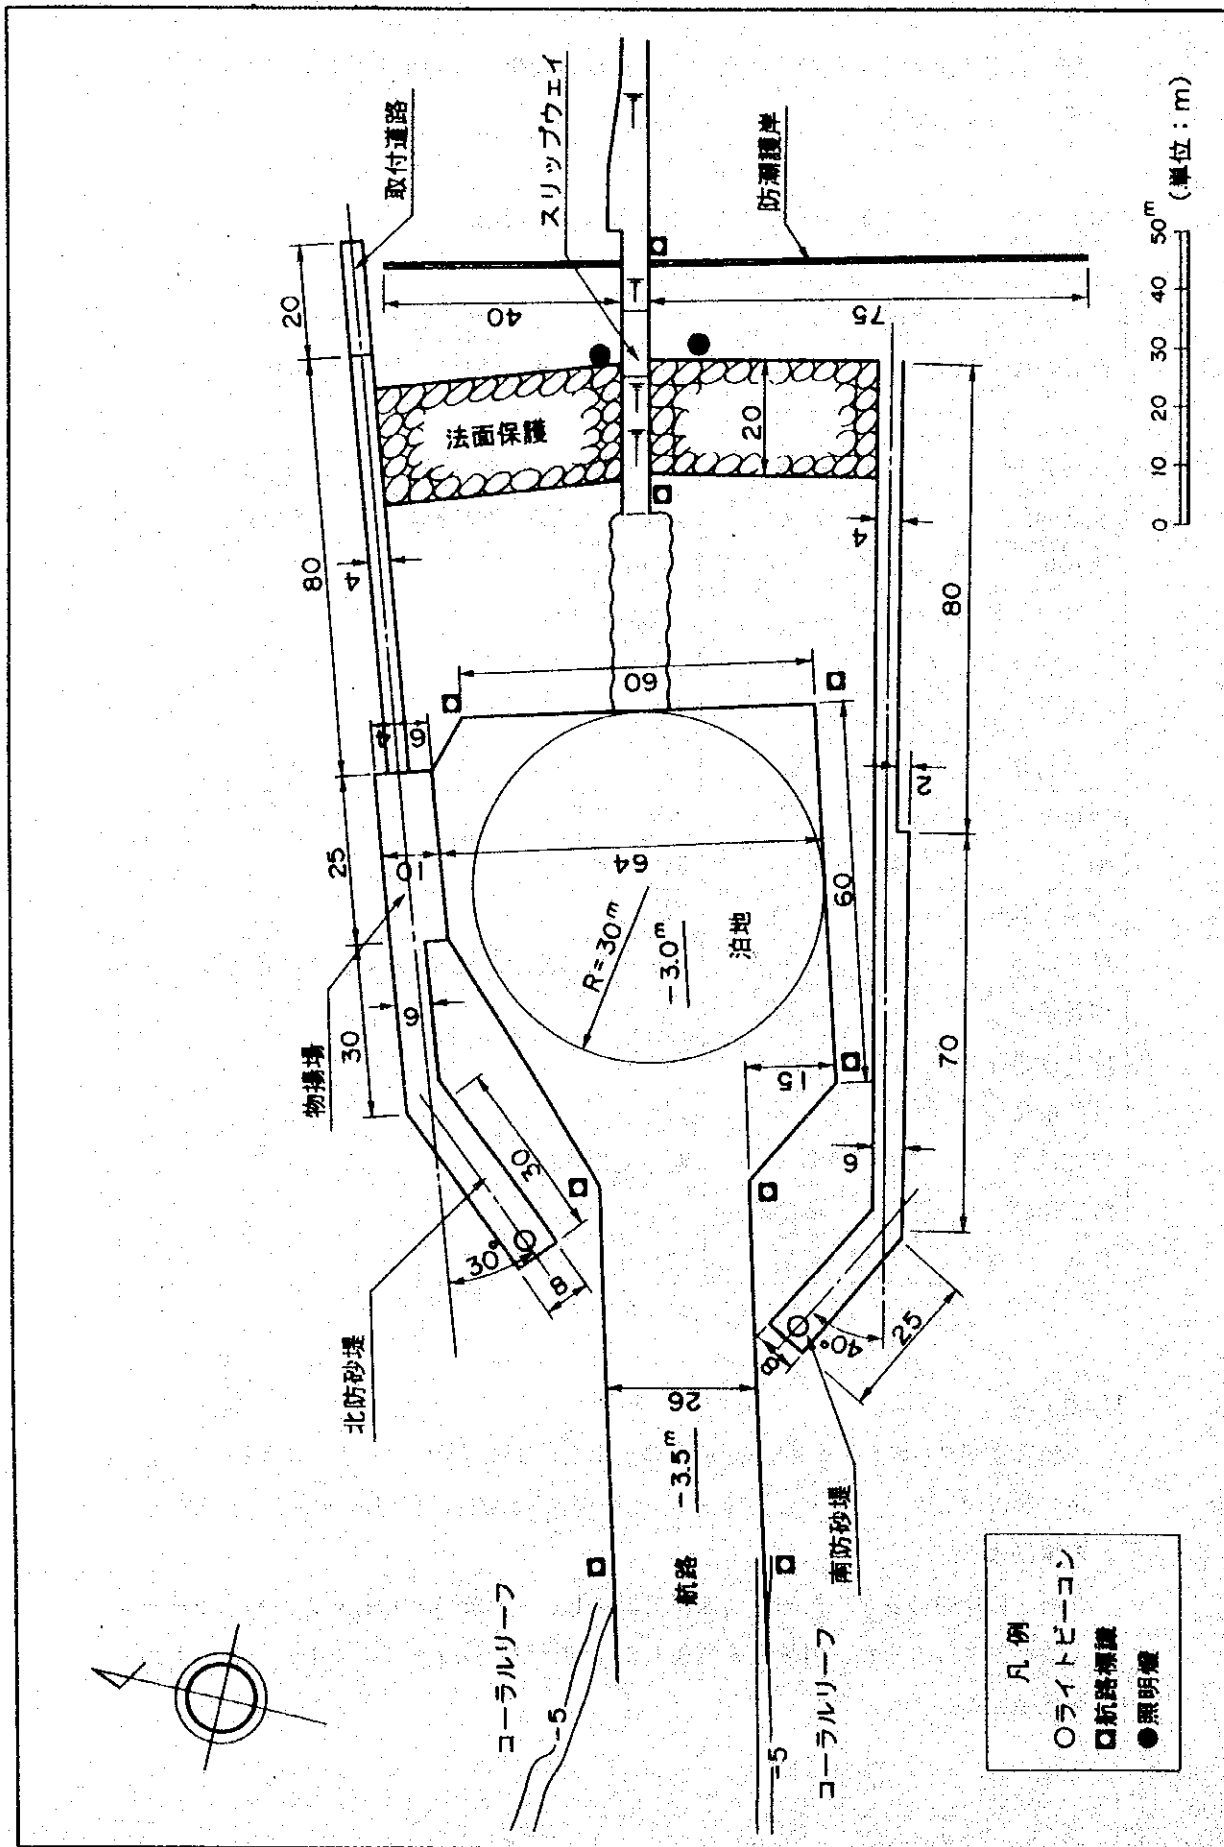 取付道路
スリップウェイ
防潮護岸
20
40
75
50m (単位:m)
40
30
20
10
0
法面保護
20
80
4
4
80
60
4
6
2
25
10
64
60
R=30m
-3.0m
泊地
物揚場
30
6
15
70
6
30
30°
8
北防砂堤
8
40°
25
26
-3.5m
航路
南防砂堤
コーラルリーフ
-5
-5
コーラルリーフ
凡例
ライトビーコン
航路標識
照明燈